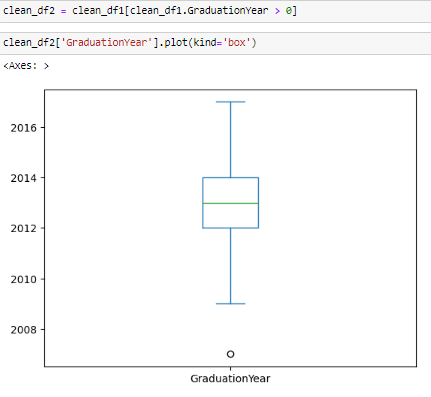 clean_df2 = clean_df1[clean_df1.GraduationYear > 0]
clean_df2['GraduationYear'].plot(kind='box')
<Axes: >
2016
2014
2012
2010
2008
GraduationYear